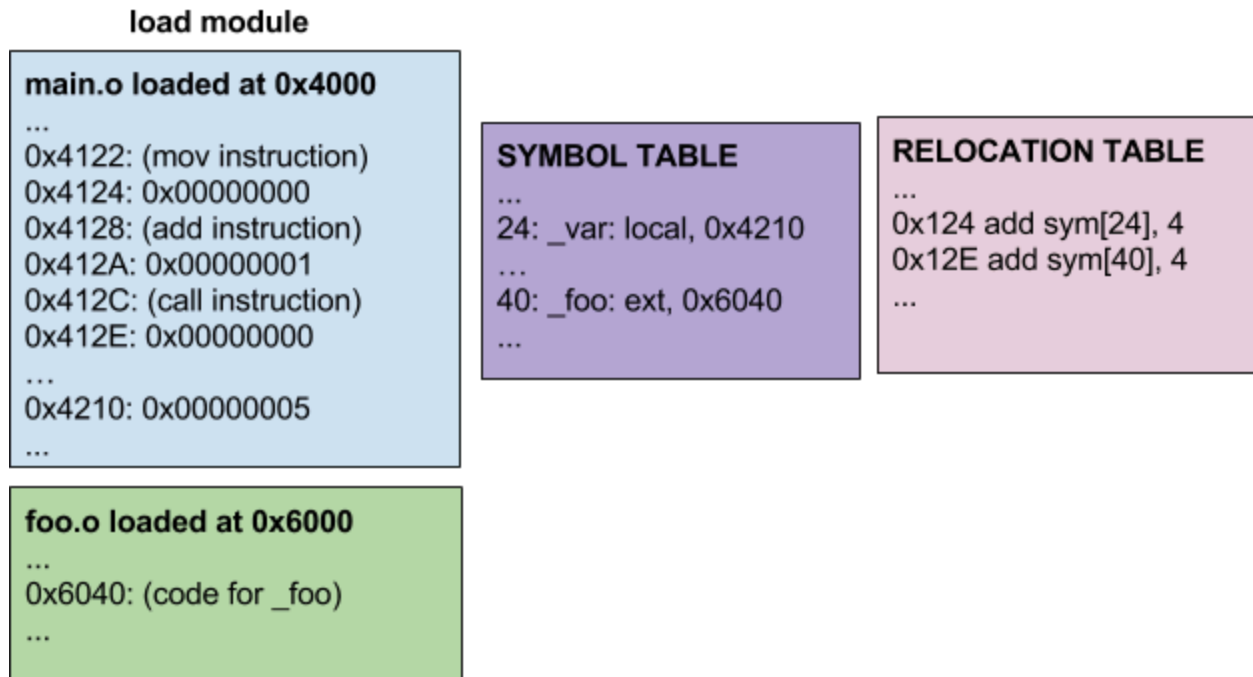 load module
main.o loaded at 0x4000
...
0x4122: (mov instruction)
0x4124: 0x00000000
0x4128: (add instruction)
0x412A: 0x00000001
0x412C: (call instruction)
0x412E: 0x00000000
…
0x4210: 0x00000005
...
SYMBOL TABLE
...
24: _var: local, 0x4210
…
40: _foo: ext, 0x6040
...
RELOCATION TABLE
...
0x124 add sym[24], 4
0x12E add sym[40], 4
...
foo.o loaded at 0x6000
...
0x6040: (code for _foo)
...